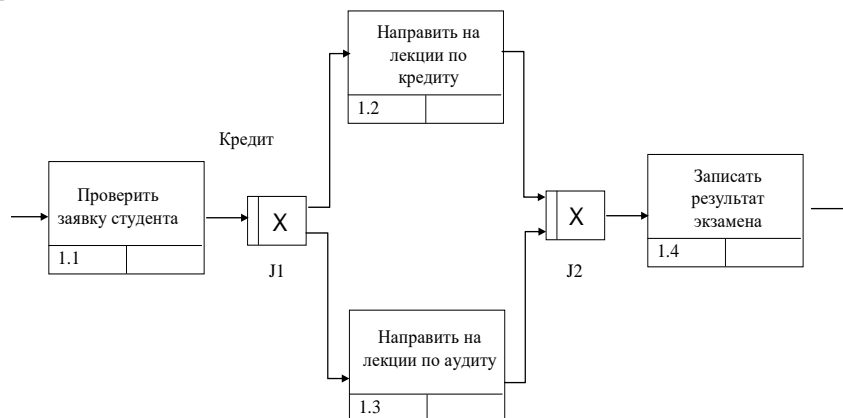 Направить на
лекции по
кредиту
1.2
Кредит
Проверить
заявку студента
1.1
X
J1
X
J2
Записать
результат
экзамена
1.4
Направить на
лекции по аудиту
1.3